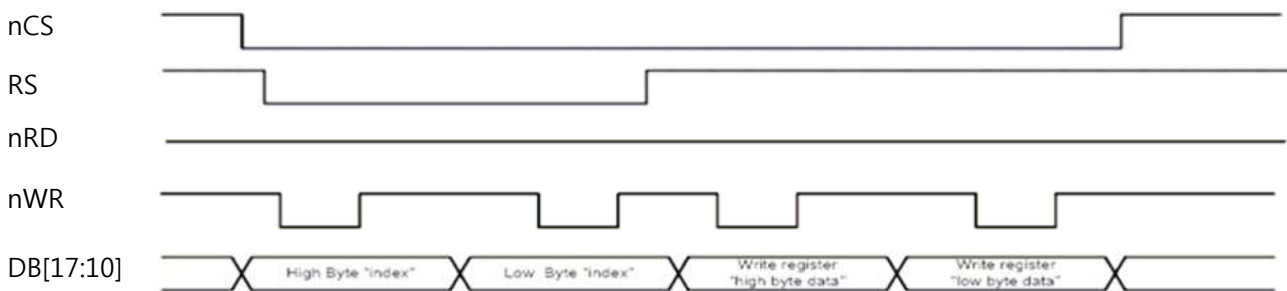 nCS
RS
nRD
nWR
DB[17:10]
High Byte "index"
Low Byte "index"
Write register
"high byte data"
Write register
"low byte data"